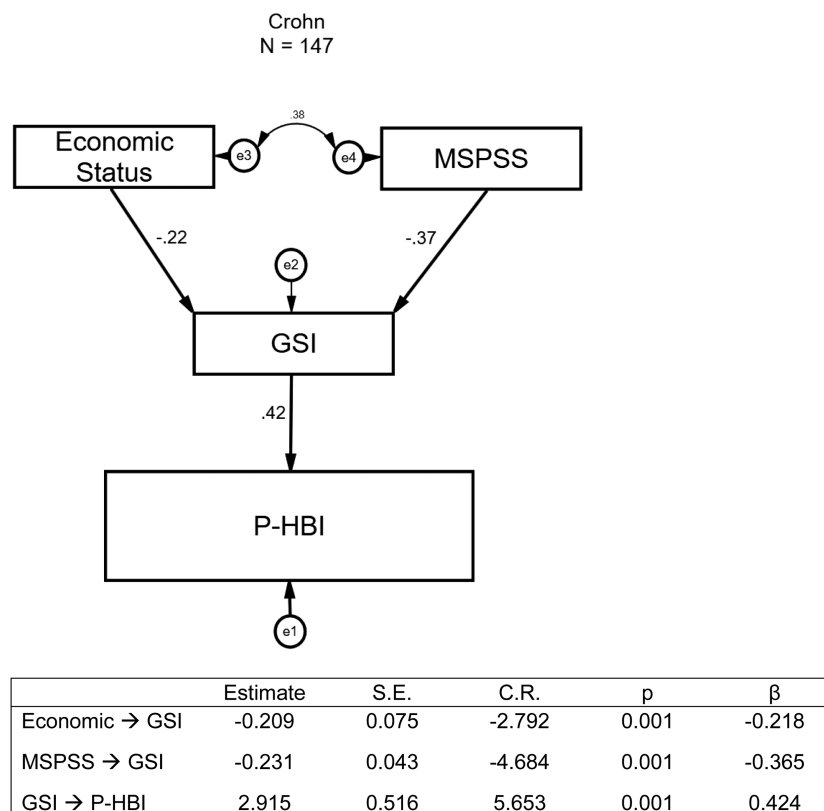 Crohn
N = 147
.38
Economic
Status
e3
e4
MSPSS
-.22
-.37
e2
GSI
.42
P-HBI
e1
Estimate S.E. C.R. p β
Economic → GSI -0.209 0.075 -2.792 0.001 -0.218
MSPSS → GSI -0.231 0.043 -4.684 0.001 -0.365
GSI → P-HBI 2.915 0.516 5.653 0.001 0.424